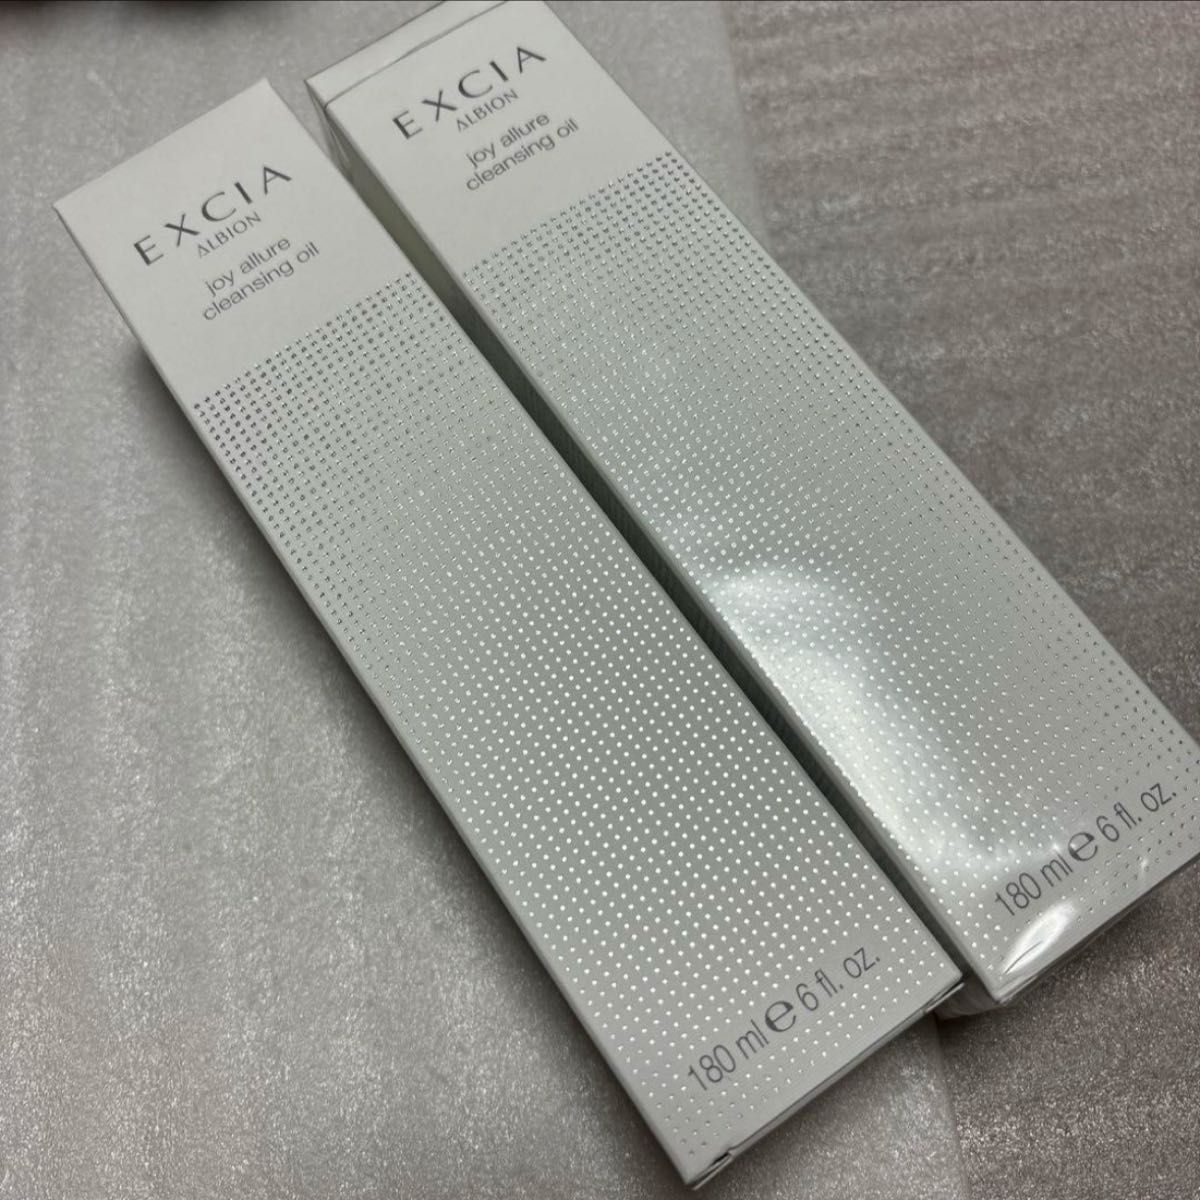 EXCIA
ALBION
joy allure
cleansing oil
180 ml ℮ 6 fl. oz.
EXCIA
ALBION
joy allure
cleansing oil
180 ml ℮ 6 fl. oz.